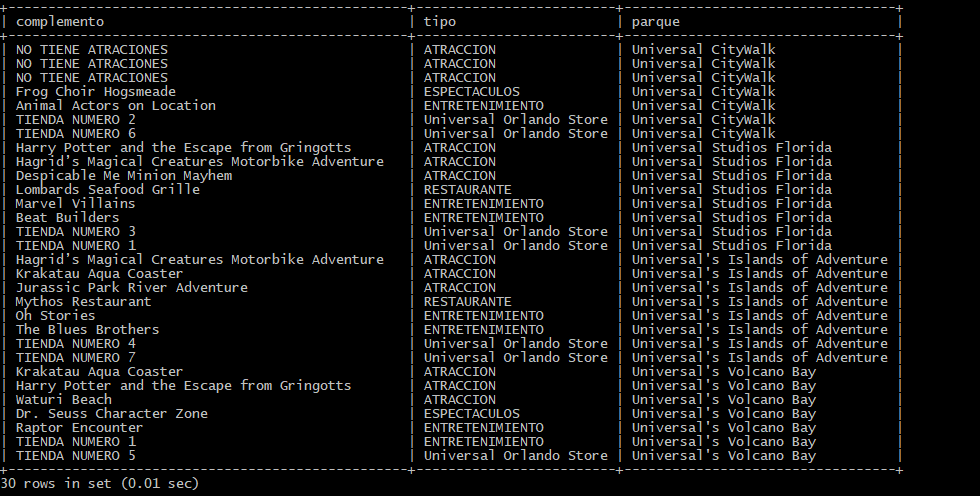 +--------------------------------------------------+--------------------------+----------------------------------+
| complemento | tipo | parque |
+--------------------------------------------------+--------------------------+----------------------------------+
| NO TIENE ATRACIONES | ATRACCION | Universal CityWalk |
| NO TIENE ATRACIONES | ATRACCION | Universal CityWalk |
| NO TIENE ATRACIONES | ATRACCION | Universal CityWalk |
| Frog Choir Hogsmeade | ESPECTACULOS | Universal CityWalk |
| Animal Actors on Location | ENTRETENIMIENTO | Universal CityWalk |
| TIENDA NUMERO 2 | Universal Orlando Store | Universal CityWalk |
| TIENDA NUMERO 6 | Universal Orlando Store | Universal CityWalk |
| Harry Potter and the Escape from Gringotts | ATRACCION | Universal Studios Florida |
| Hagrid’s Magical Creatures Motorbike Adventure | ATRACCION | Universal Studios Florida |
| Despicable Me Minion Mayhem | ATRACCION | Universal Studios Florida |
| Lombards Seafood Grille | RESTAURANTE | Universal Studios Florida |
| Marvel Villains | ENTRETENIMIENTO | Universal Studios Florida |
| Beat Builders | ENTRETENIMIENTO | Universal Studios Florida |
| TIENDA NUMERO 3 | Universal Orlando Store | Universal Studios Florida |
| TIENDA NUMERO 1 | Universal Orlando Store | Universal Studios Florida |
| Hagrid’s Magical Creatures Motorbike Adventure | ATRACCION | Universal's Islands of Adventure |
| Krakatau Aqua Coaster | ATRACCION | Universal's Islands of Adventure |
| Jurassic Park River Adventure | ATRACCION | Universal's Islands of Adventure |
| Mythos Restaurant | RESTAURANTE | Universal's Islands of Adventure |
| Oh Stories | ENTRETENIMIENTO | Universal's Islands of Adventure |
| The Blues Brothers | ENTRETENIMIENTO | Universal's Islands of Adventure |
| TIENDA NUMERO 4 | Universal Orlando Store | Universal's Islands of Adventure |
| TIENDA NUMERO 7 | Universal Orlando Store | Universal's Islands of Adventure |
| Krakatau Aqua Coaster | ATRACCION | Universal's Volcano Bay |
| Harry Potter and the Escape from Gringotts | ATRACCION | Universal's Volcano Bay |
| Waturi Beach | ATRACCION | Universal's Volcano Bay |
| Dr. Seuss Character Zone | ESPECTACULOS | Universal's Volcano Bay |
| Raptor Encounter | ENTRETENIMIENTO | Universal's Volcano Bay |
| TIENDA NUMERO 1 | ENTRETENIMIENTO | Universal's Volcano Bay |
| TIENDA NUMERO 5 | Universal Orlando Store | Universal's Volcano Bay |
+--------------------------------------------------+--------------------------+----------------------------------+
30 rows in set (0.01 sec)